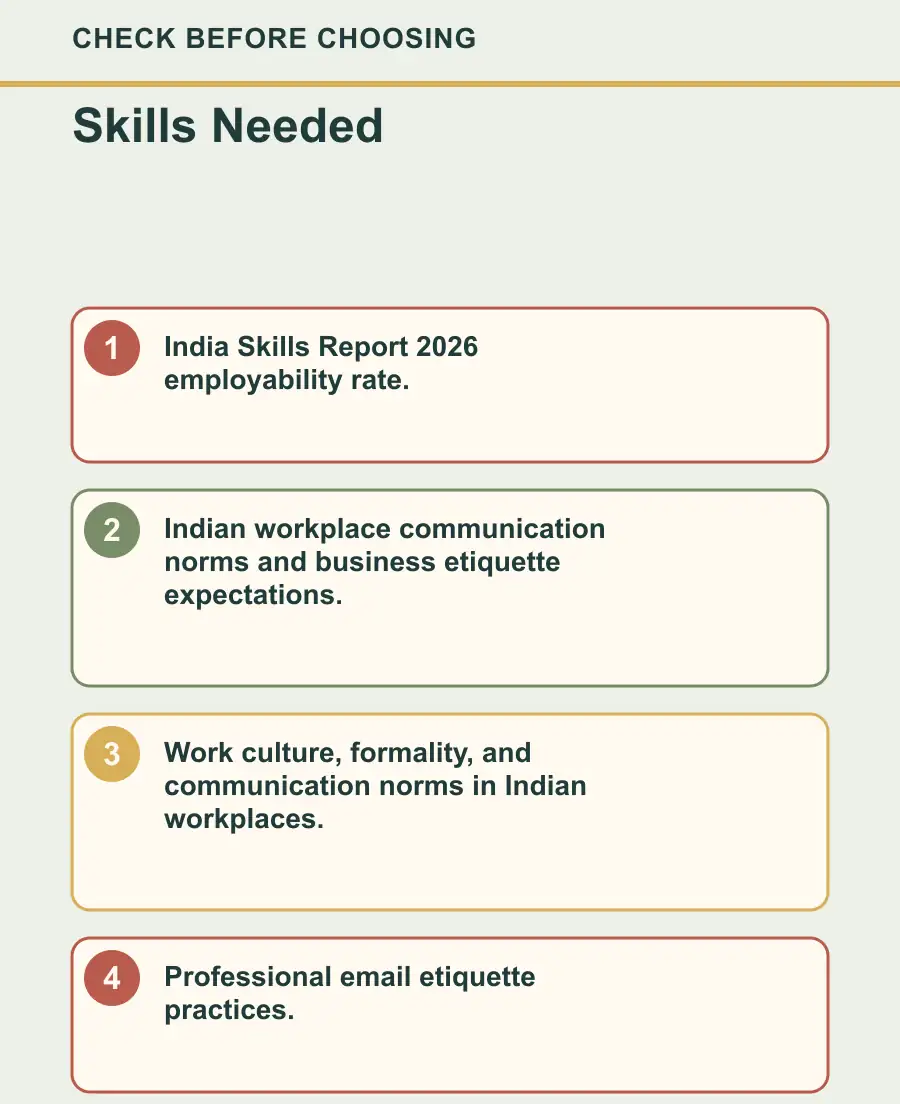 CHECK BEFORE CHOOSING
Skills Needed
1
India Skills Report 2026
employability rate.
2
Indian workplace communication
norms and business etiquette
expectations.
3
Work culture, formality, and
communication norms in Indian
workplaces.
4
Professional email etiquette
practices.